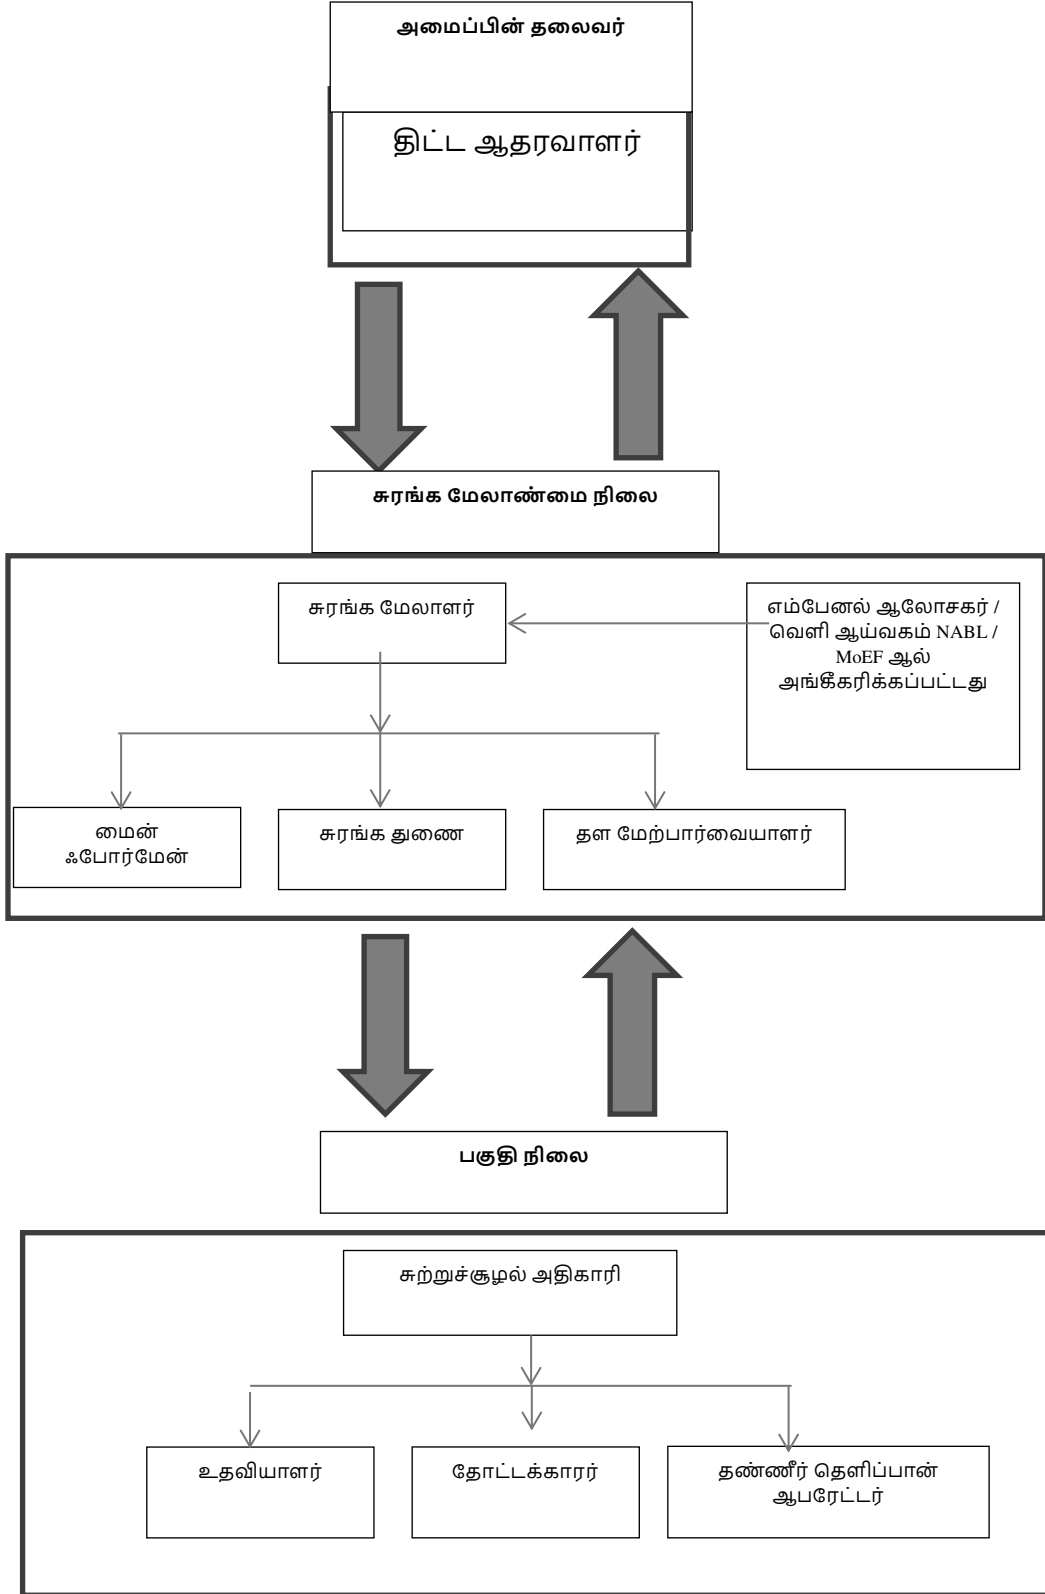 அமைப்பின் தலைவர்
திட்ட ஆதரவாளர்
சுரங்க மேலாண்மை நிலை
சுரங்க மேலாளர்
எம்பேனல் ஆலோசகர் /
வெளி ஆய்வகம் NABL /
MoEF ஆல்
அங்கீகரிக்கப்பட்டது
மைன்
ஃபோர்மேன்
சுரங்க துணை
தள மேற்பார்வையாளர்
பகுதி நிலை
சுற்றுச்சூழல் அதிகாரி
உதவியாளர்
தோட்டக்காரர்
தண்ணீர் தெளிப்பான்
ஆபரேட்டர்